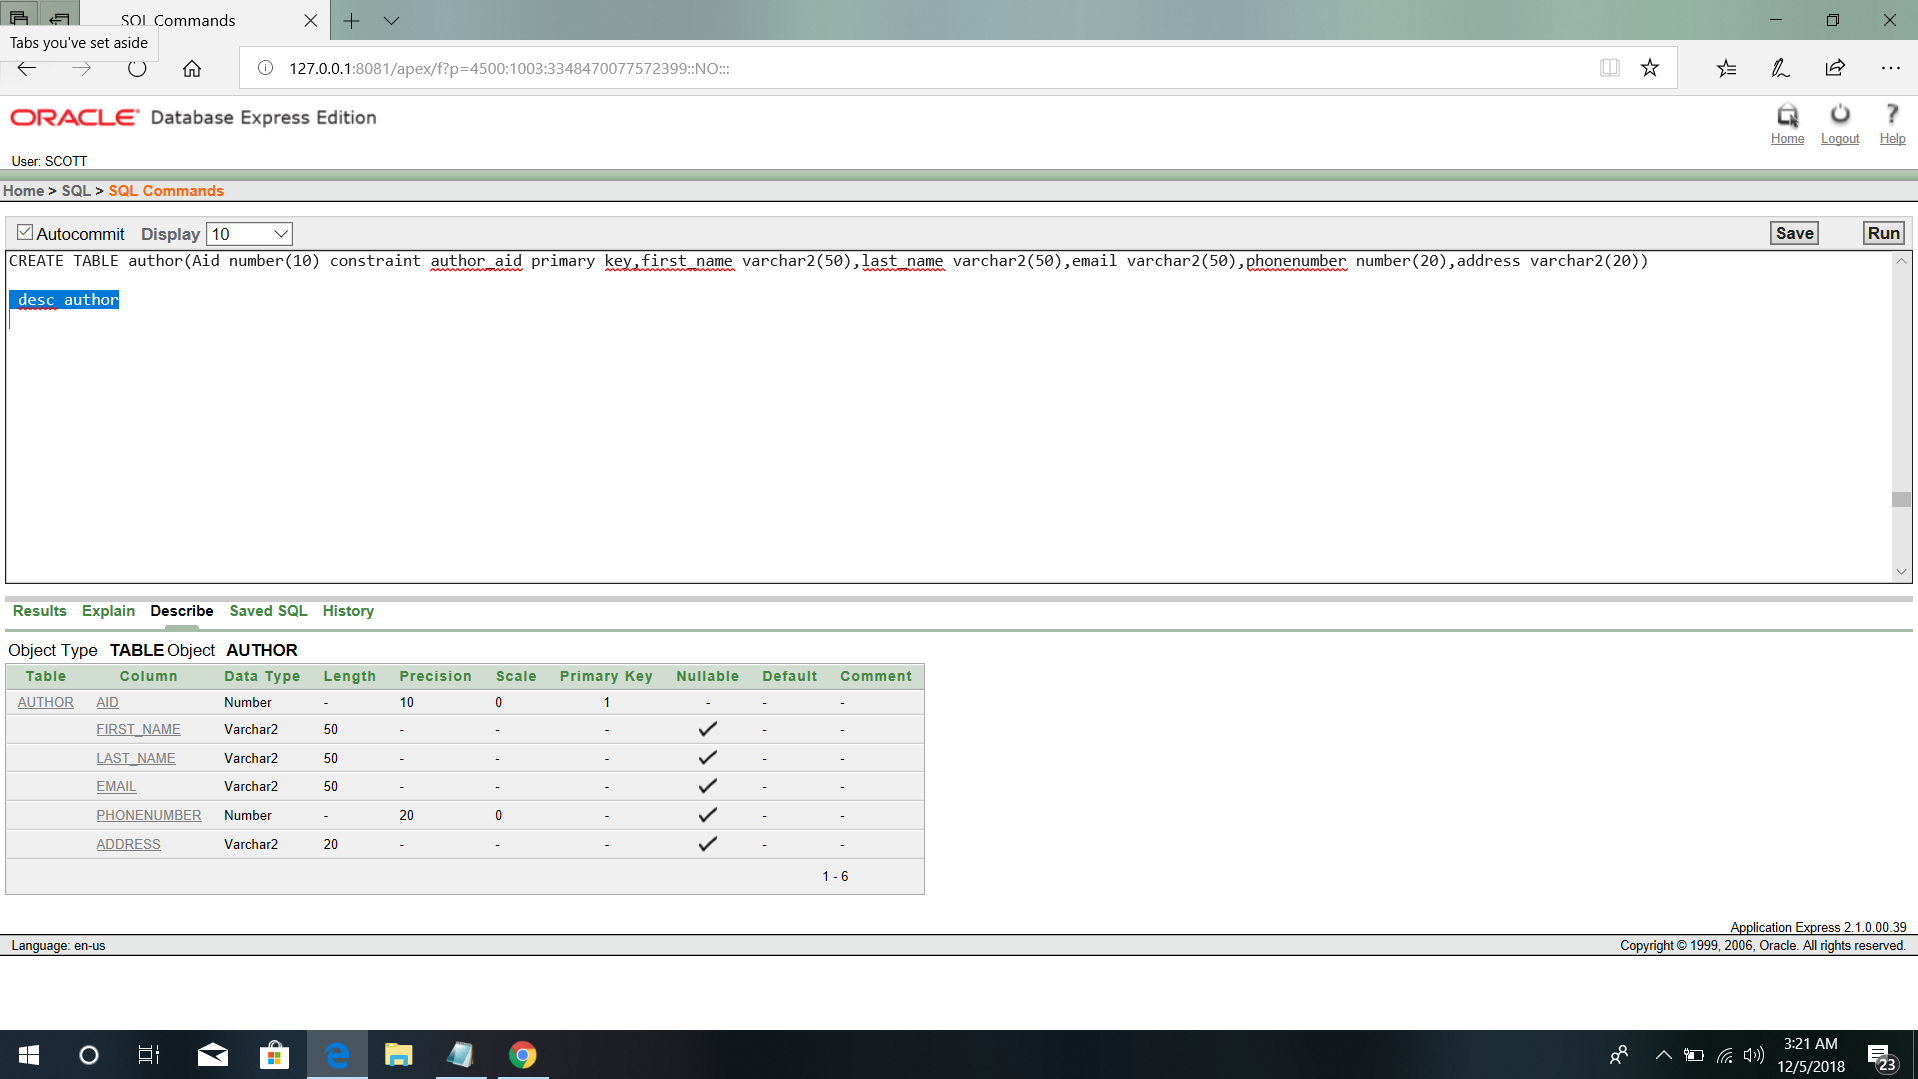 SQL Commands
Tabs you've set aside
127.0.0.1:8081/apex/f?p=4500:1003:3348470077572399::NO:::
ORACLE Database Express Edition
Home Logout Help
User: SCOTT
Home > SQL > SQL Commands
Autocommit Display 10 Save Run
CREATE TABLE author(Aid number(10) constraint author_aid primary key,first_name varchar2(50),last_name varchar2(50),email varchar2(50),phonenumber number(20),address varchar2(20))
desc author
Results Explain Describe Saved SQL History
Object Type TABLE Object AUTHOR
Table Column Data Type Length Precision Scale Primary Key Nullable Default Comment
AUTHOR AID Number - 10 0 1 - - -
FIRST_NAME Varchar2 50 - - - ✓ - -
LAST_NAME Varchar2 50 - - - ✓ - -
EMAIL Varchar2 50 - - - ✓ - -
PHONENUMBER Number - 20 0 - ✓ - -
ADDRESS Varchar2 20 - - - ✓ - -
1 - 6
Application Express 2.1.0.00.39
Language: en-us Copyright © 1999, 2006, Oracle. All rights reserved.
3:21 AM
12/5/2018
23